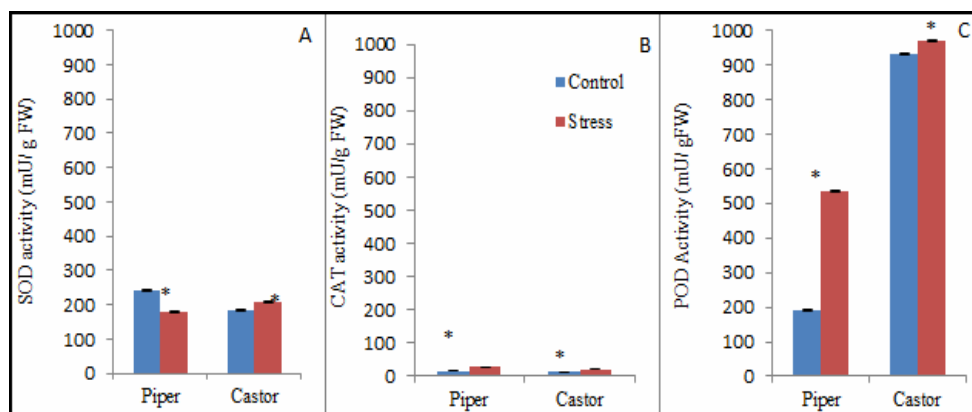 A
SOD activity (mU/ g FW)
1000
900
800
700
600
500
400
300
200
100
0
*
*
Piper
Castor
B
CAT activity (mU/g FW)
1000
900
800
700
600
500
400
300
200
100
0
Control
Stress
*
*
Piper
Castor
C
POD Activity (mU/ gFW)
1000
900
800
700
600
500
400
300
200
100
0
*
*
Piper
Castor